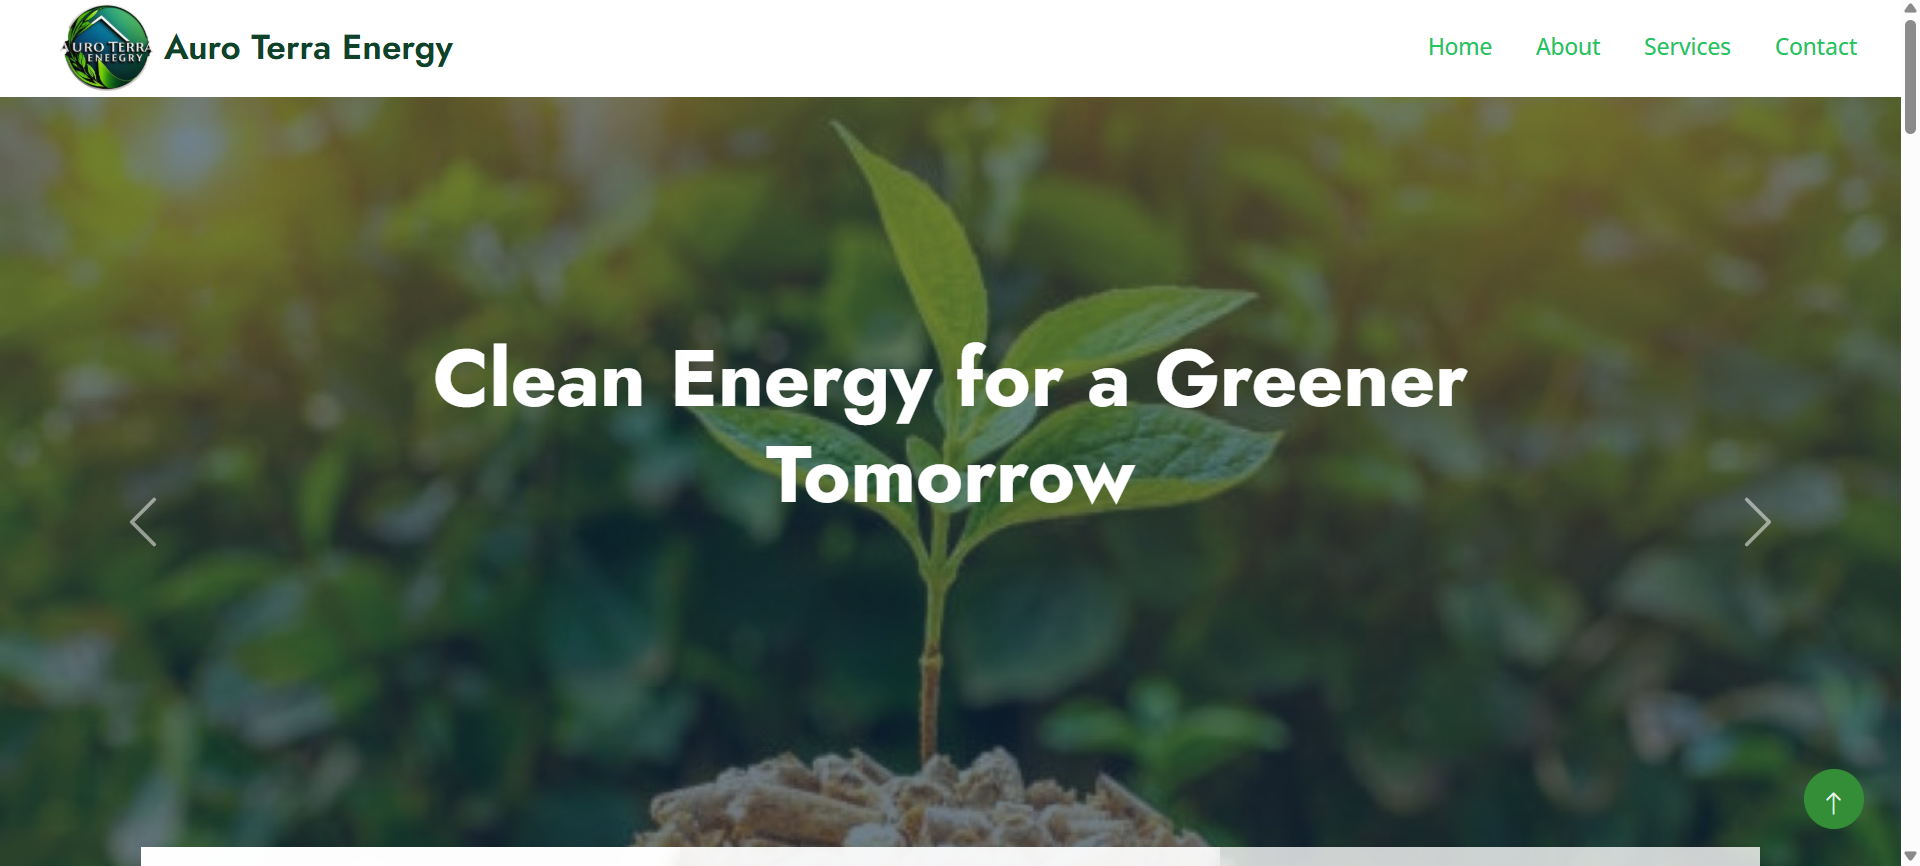 AURO TERRA
ENEEGRY
Auro Terra Energy
Home About Services Contact
Clean Energy for a Greener
Tomorrow